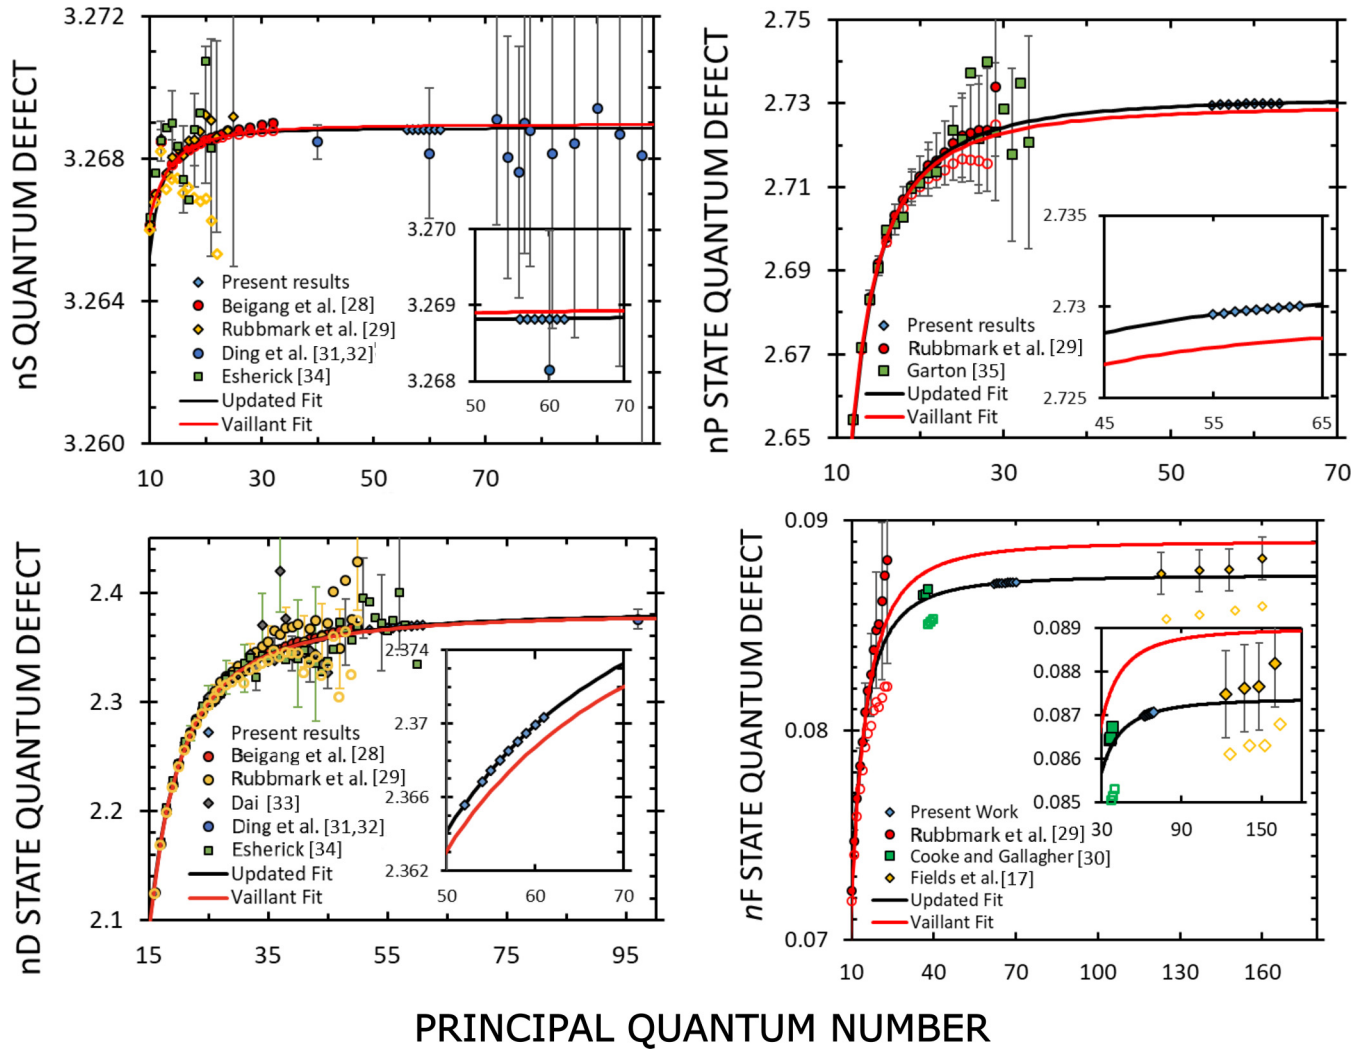 nS QUANTUM DEFECT
3.272
3.268
3.264
3.260
10
30
50
70
Present results
Beigang et al. [28]
Rubbmark et al. [29]
Ding et al. [31,32]
Esherick [34]
Updated Fit
Vaillant Fit
3.270
3.269
3.268
50
60
70
nP STATE QUANTUM DEFECT
2.75
2.73
2.71
2.69
2.67
2.65
10
20
30
40
50
60
70
Present results
Rubbmark et al. [29]
Garton [35]
Updated Fit
Vaillant Fit
2.735
2.73
2.725
45
55
65
nD STATE QUANTUM DEFECT
2.4
2.3
2.2
2.1
15
35
55
75
95
Present results
Beigang et al. [28]
Rubbmark et al. [29]
Dai [33]
Ding et al. [31,32]
Esherick [34]
Updated Fit
Vaillant Fit
2.374
2.37
2.366
2.362
50
60
70
nF STATE QUANTUM DEFECT
0.09
0.08
0.07
10
40
70
100
130
160
Present Work
Rubbmark et al. [29]
Cooke and Gallagher [30]
Fields et al. [17]
Updated Fit
Vaillant Fit
0.089
0.088
0.087
0.086
0.085
30
90
150
PRINCIPAL QUANTUM NUMBER